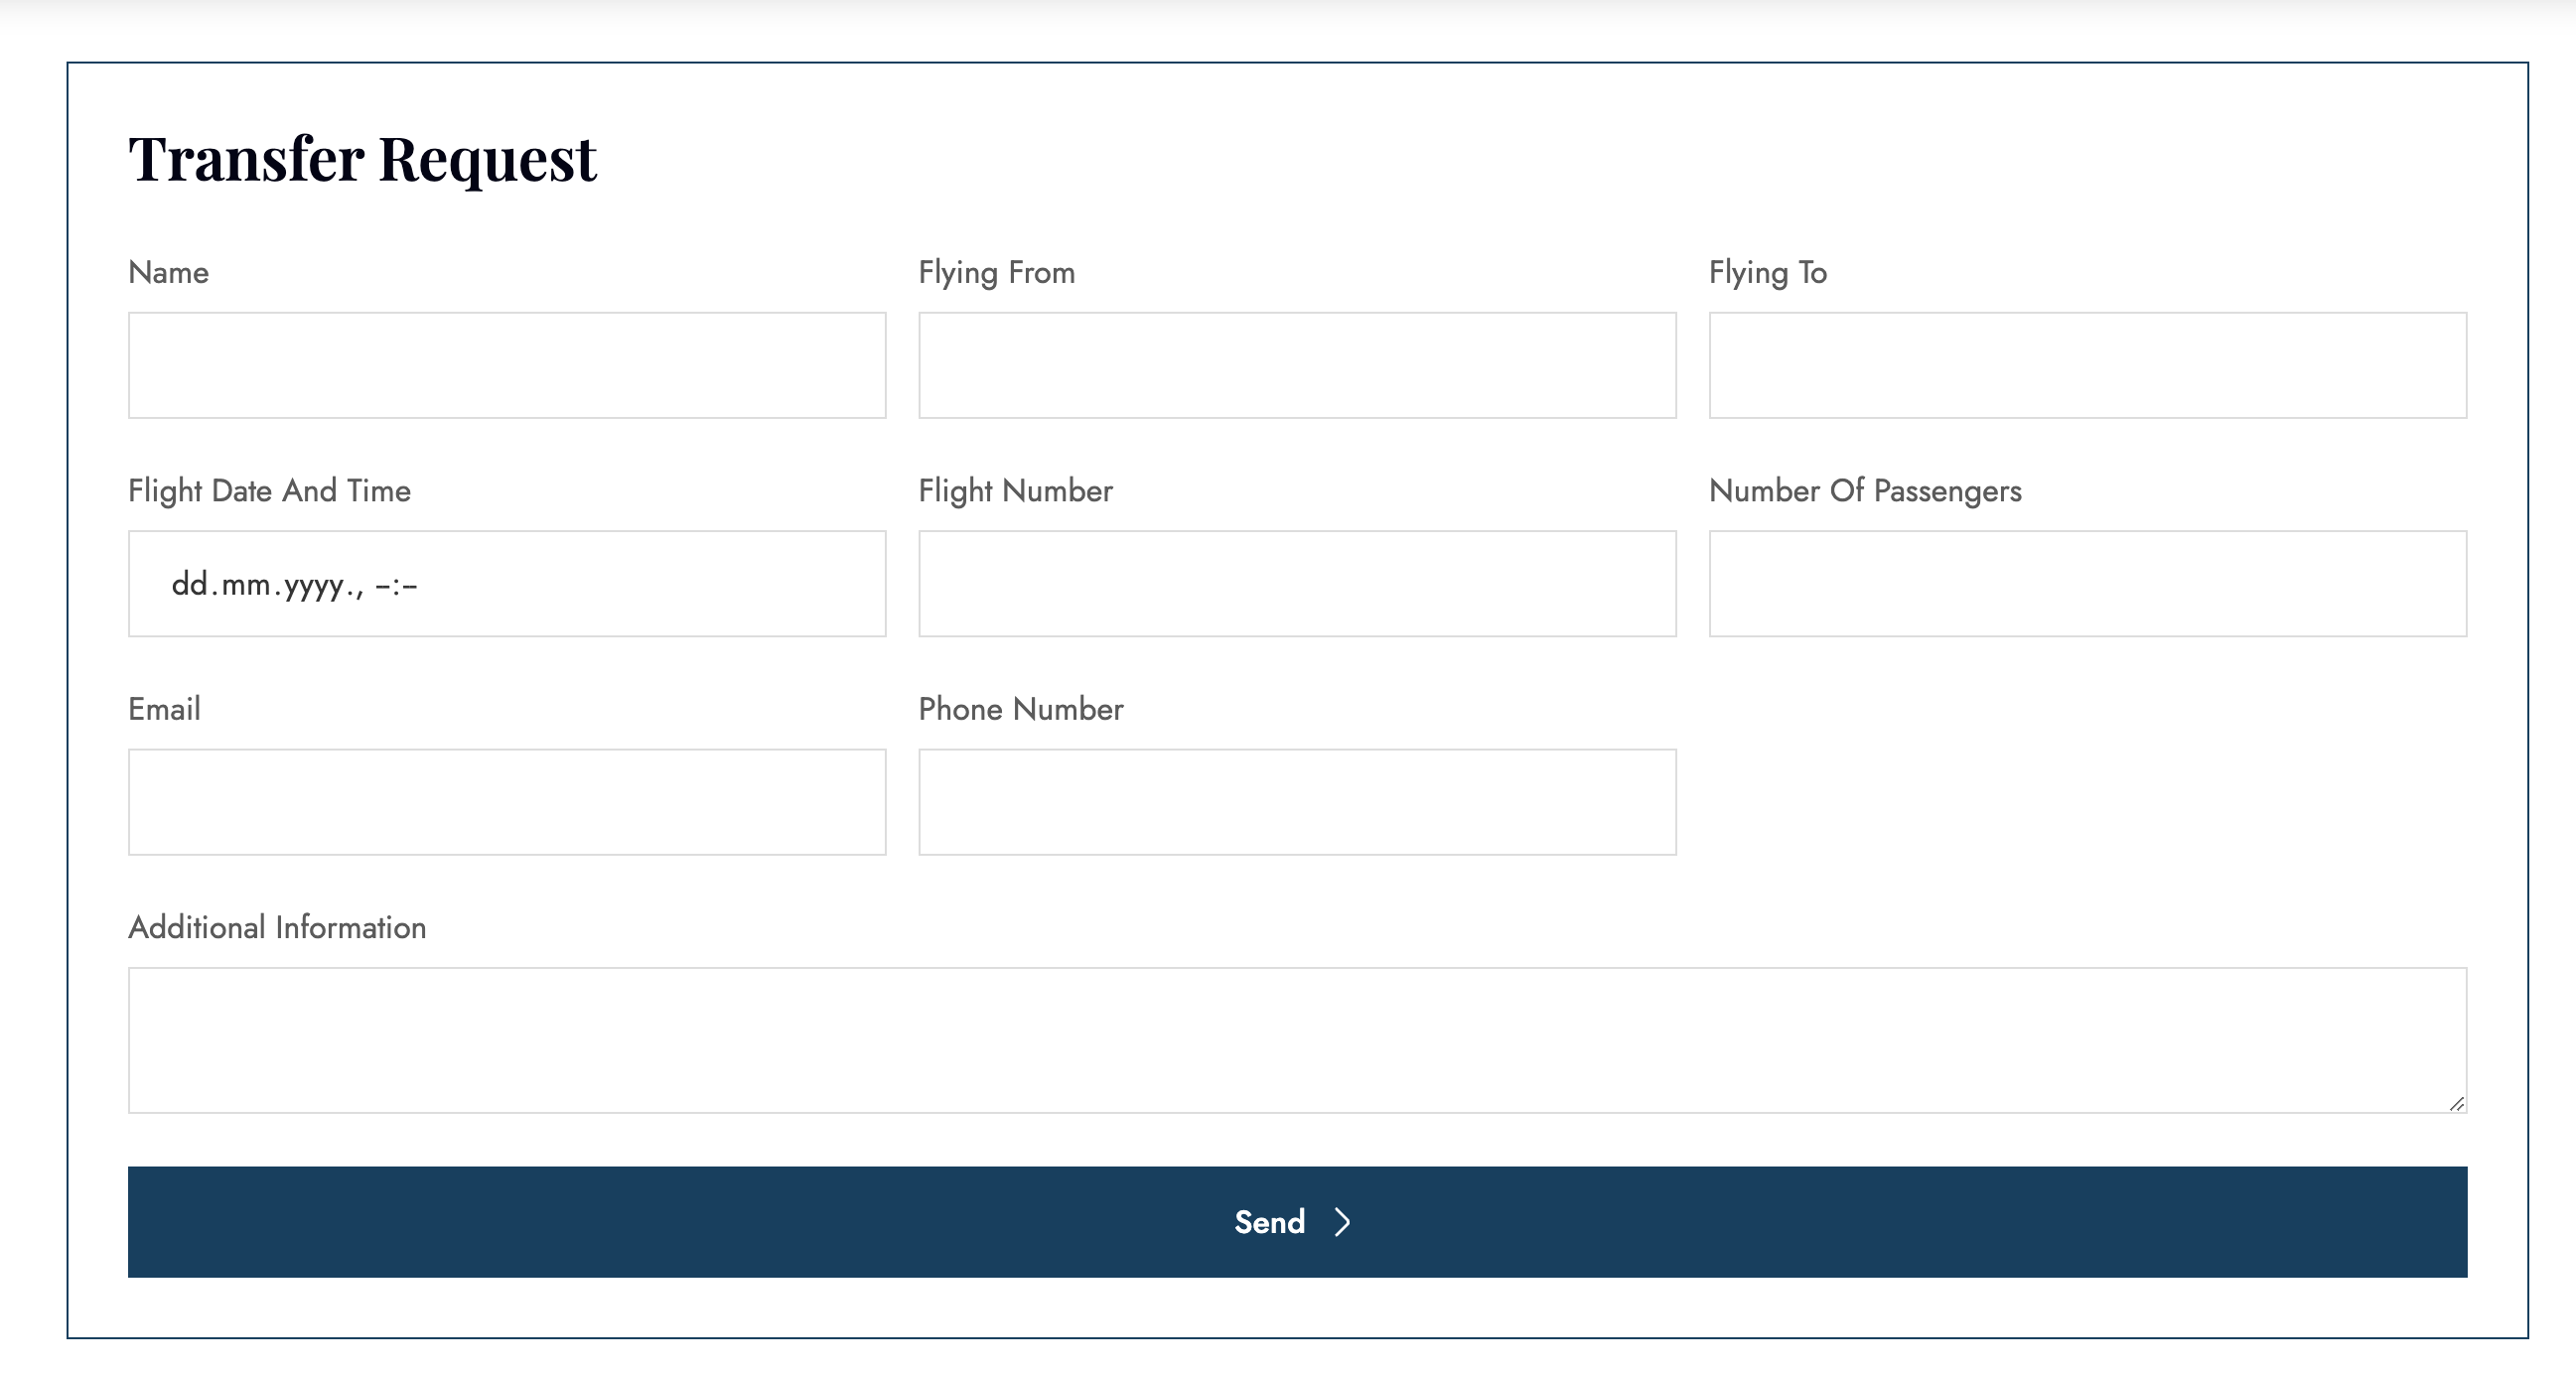 Transfer Request
Name
Flying From
Flying To
Flight Date And Time
Flight Number
Number Of Passengers
dd.mm.yyyy., --:--
Email
Phone Number
Additional Information
Send